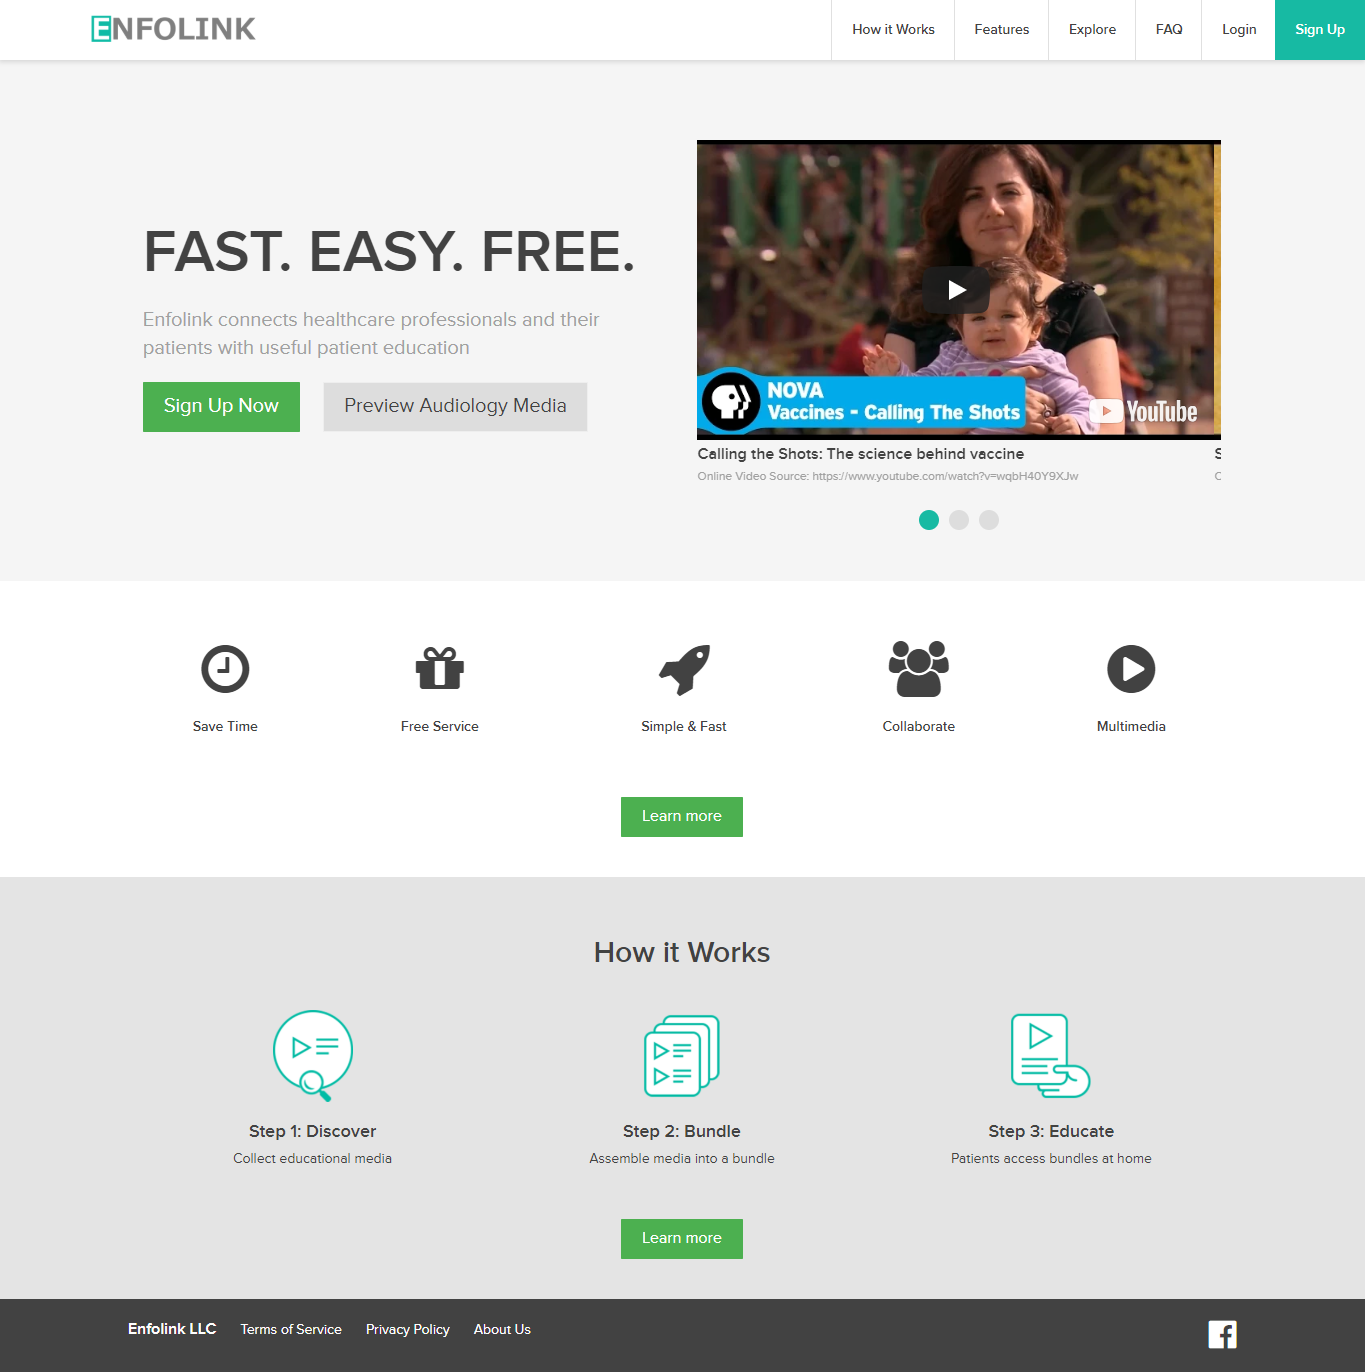 ENFOLINK
How it Works
Features
Explore
FAQ
Login
Sign Up
FAST. EASY. FREE.
Enfolink connects healthcare professionals and their
patients with useful patient education
Sign Up Now
Preview Audiology Media
NOVA
Vaccines - Calling The Shots
YouTube
Calling the Shots: The science behind vaccine
Online Video Source: https://www.youtube.com/watch?v=wqbH40Y9XJw
Save Time
Free Service
Simple & Fast
Collaborate
Multimedia
Learn more
How it Works
Step 1: Discover
Collect educational media
Step 2: Bundle
Assemble media into a bundle
Step 3: Educate
Patients access bundles at home
Learn more
Enfolink LLC
Terms of Service
Privacy Policy
About Us